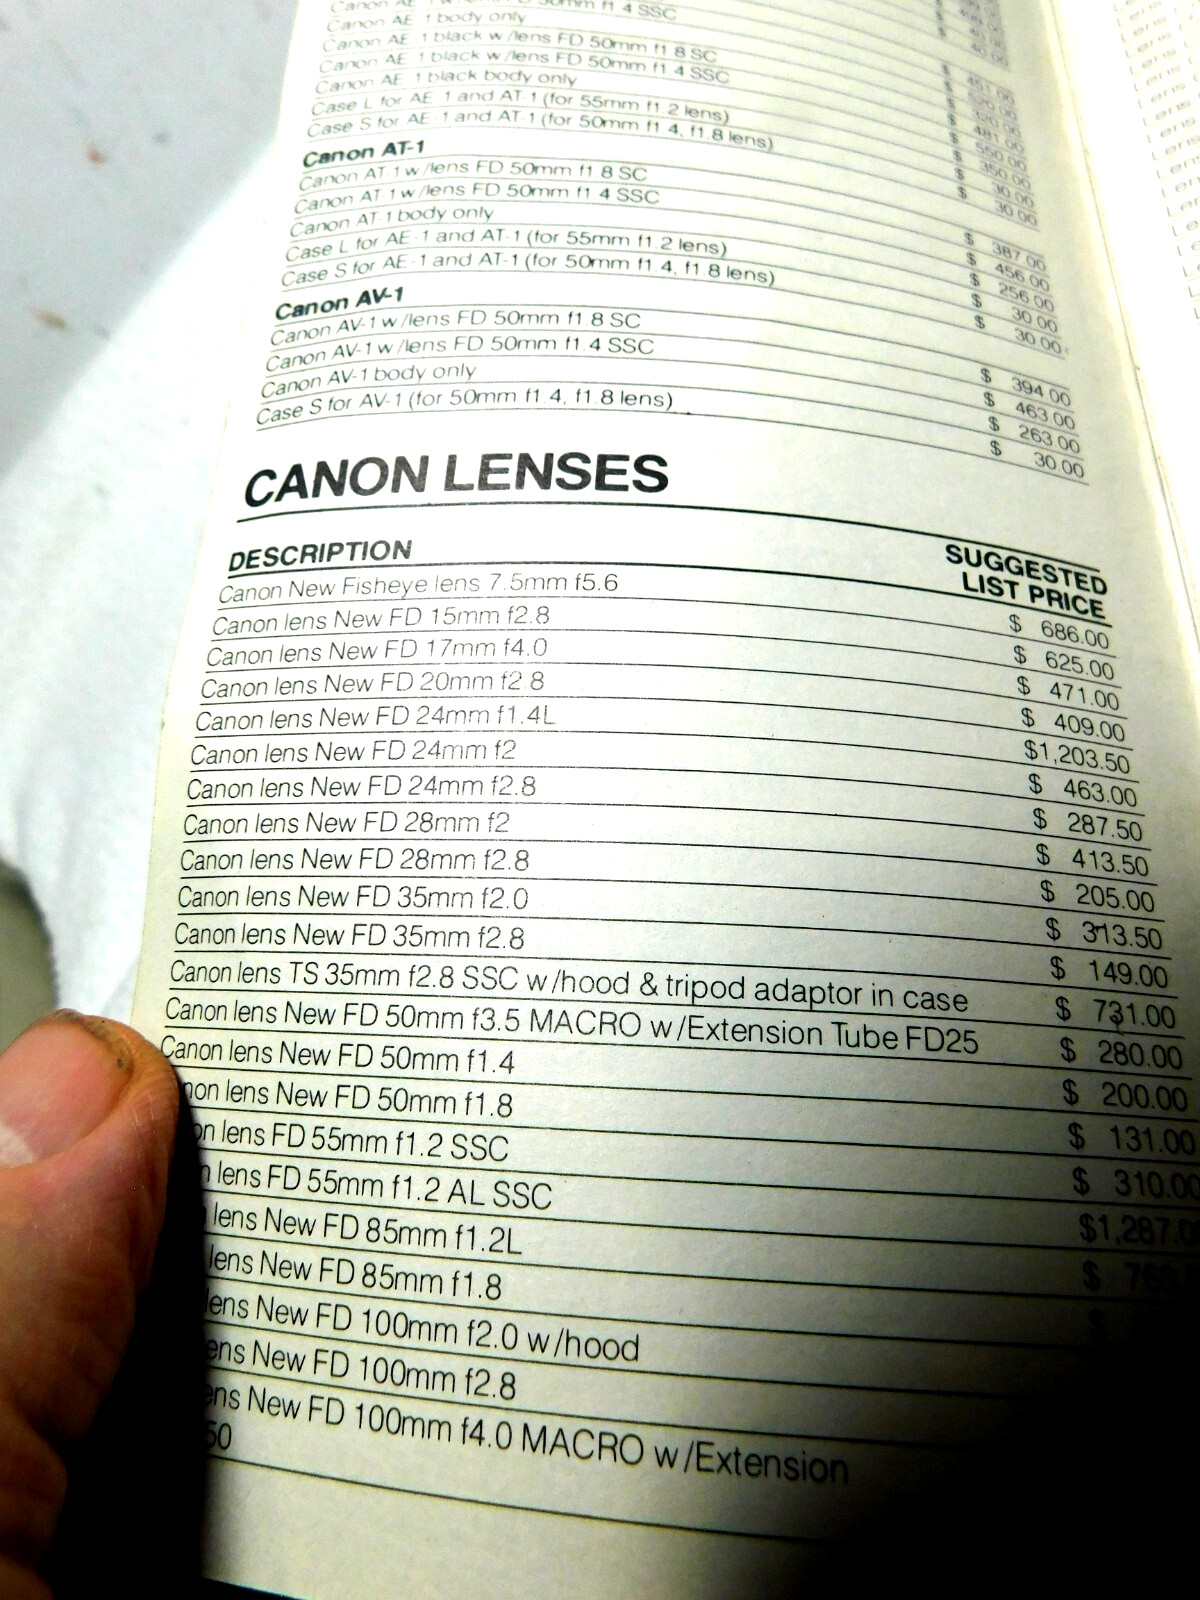 Canon AE 1 body only
Canon AE 1 black w/lens FD 50mm f1 8 SC
Canon AE 1 black w/lens FD 50mm f1 4 SSC
Canon AE 1 black body only $ 481.00
Case L for AE 1 and AT-1 (for 55mm f1 2 lens) $ 550.00
Case S for AE-1 and AT-1 (for 50mm f1 4, f1.8 lens) $ 350.00
$ 30.00
$ 30.00
Canon AT-1
Canon AT-1 w/lens FD 50mm f1 8 SC $ 387.00
Canon AT-1 w/lens FD 50mm f1 4 SSC $ 456.00
Canon AT-1 body only $ 256.00
Case L for AE-1 and AT-1 (for 55mm f1.2 lens) $ 30.00
Case S for AE-1 and AT-1 (for 50mm f1.4, f1.8 lens) $ 30.00
Canon AV-1
Canon AV-1 w/lens FD 50mm f1.8 SC $ 394.00
Canon AV-1 w/lens FD 50mm f1.4 SSC $ 463.00
Canon AV-1 body only $ 263.00
Case S for AV-1 (for 50mm f1.4, f1.8 lens) $ 30.00
CANON LENSES
DESCRIPTION SUGGESTED
LIST PRICE
Canon New Fisheye lens 7.5mm f5.6 $ 686.00
Canon lens New FD 15mm f2.8 $ 625.00
Canon lens New FD 17mm f4.0 $ 471.00
Canon lens New FD 20mm f2.8 $ 409.00
Canon lens New FD 24mm f1.4L $1,203.50
Canon lens New FD 24mm f2 $ 463.00
Canon lens New FD 24mm f2.8 $ 287.50
Canon lens New FD 28mm f2 $ 413.50
Canon lens New FD 28mm f2.8 $ 205.00
Canon lens New FD 35mm f2.0 $ 313.50
Canon lens New FD 35mm f2.8 $ 149.00
Canon lens TS 35mm f2.8 SSC w/hood & tripod adaptor in case $ 731.00
Canon lens New FD 50mm f3.5 MACRO w/Extension Tube FD25 $ 280.00
Canon lens New FD 50mm f1.4 $ 200.00
non lens New FD 50mm f1.8 $ 131.00
on lens FD 55mm f1.2 SSC $ 310.00
n lens FD 55mm f1.2 AL SSC $1,287.0
lens New FD 85mm f1.2L $
lens New FD 85mm f1.8
lens New FD 100mm f2.0 w/hood
ens New FD 100mm f2.8
ens New FD 100mm f4.0 MACRO w/Extension
50